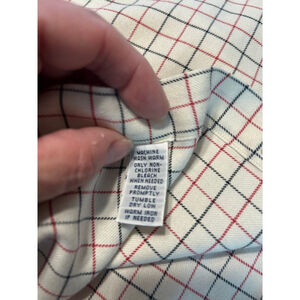 MACHINE
WASH WARM
ONLY NON-
CHLORINE
BLEACH
WHEN NEEDED
REMOVE
PROMPTLY
TUMBLE
DRY LOW
WARM IRON
IF NEEDED